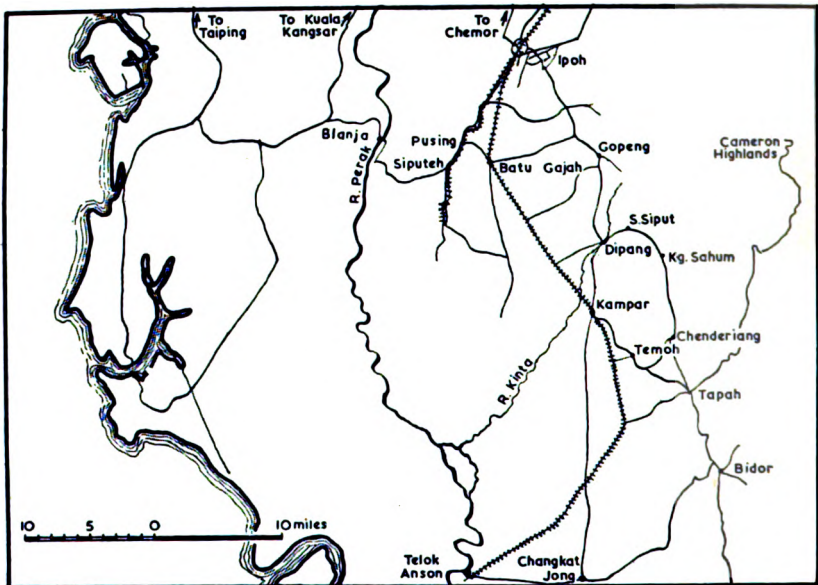 To
Taiping
To Kuala
Kangsar
To
Chemor
Ipoh
Blanja
Pusing
Siputeh
Batu Gajah
Gopeng
Cameron
Highlands
R. Perak
S. Siput
Dipang
Kg. Sahum
Kampar
Chenderiang
Temoh
R. Kinta
Tapah
Bidor
10 5 0 10 miles
Telok
Anson
Changkat
Jong